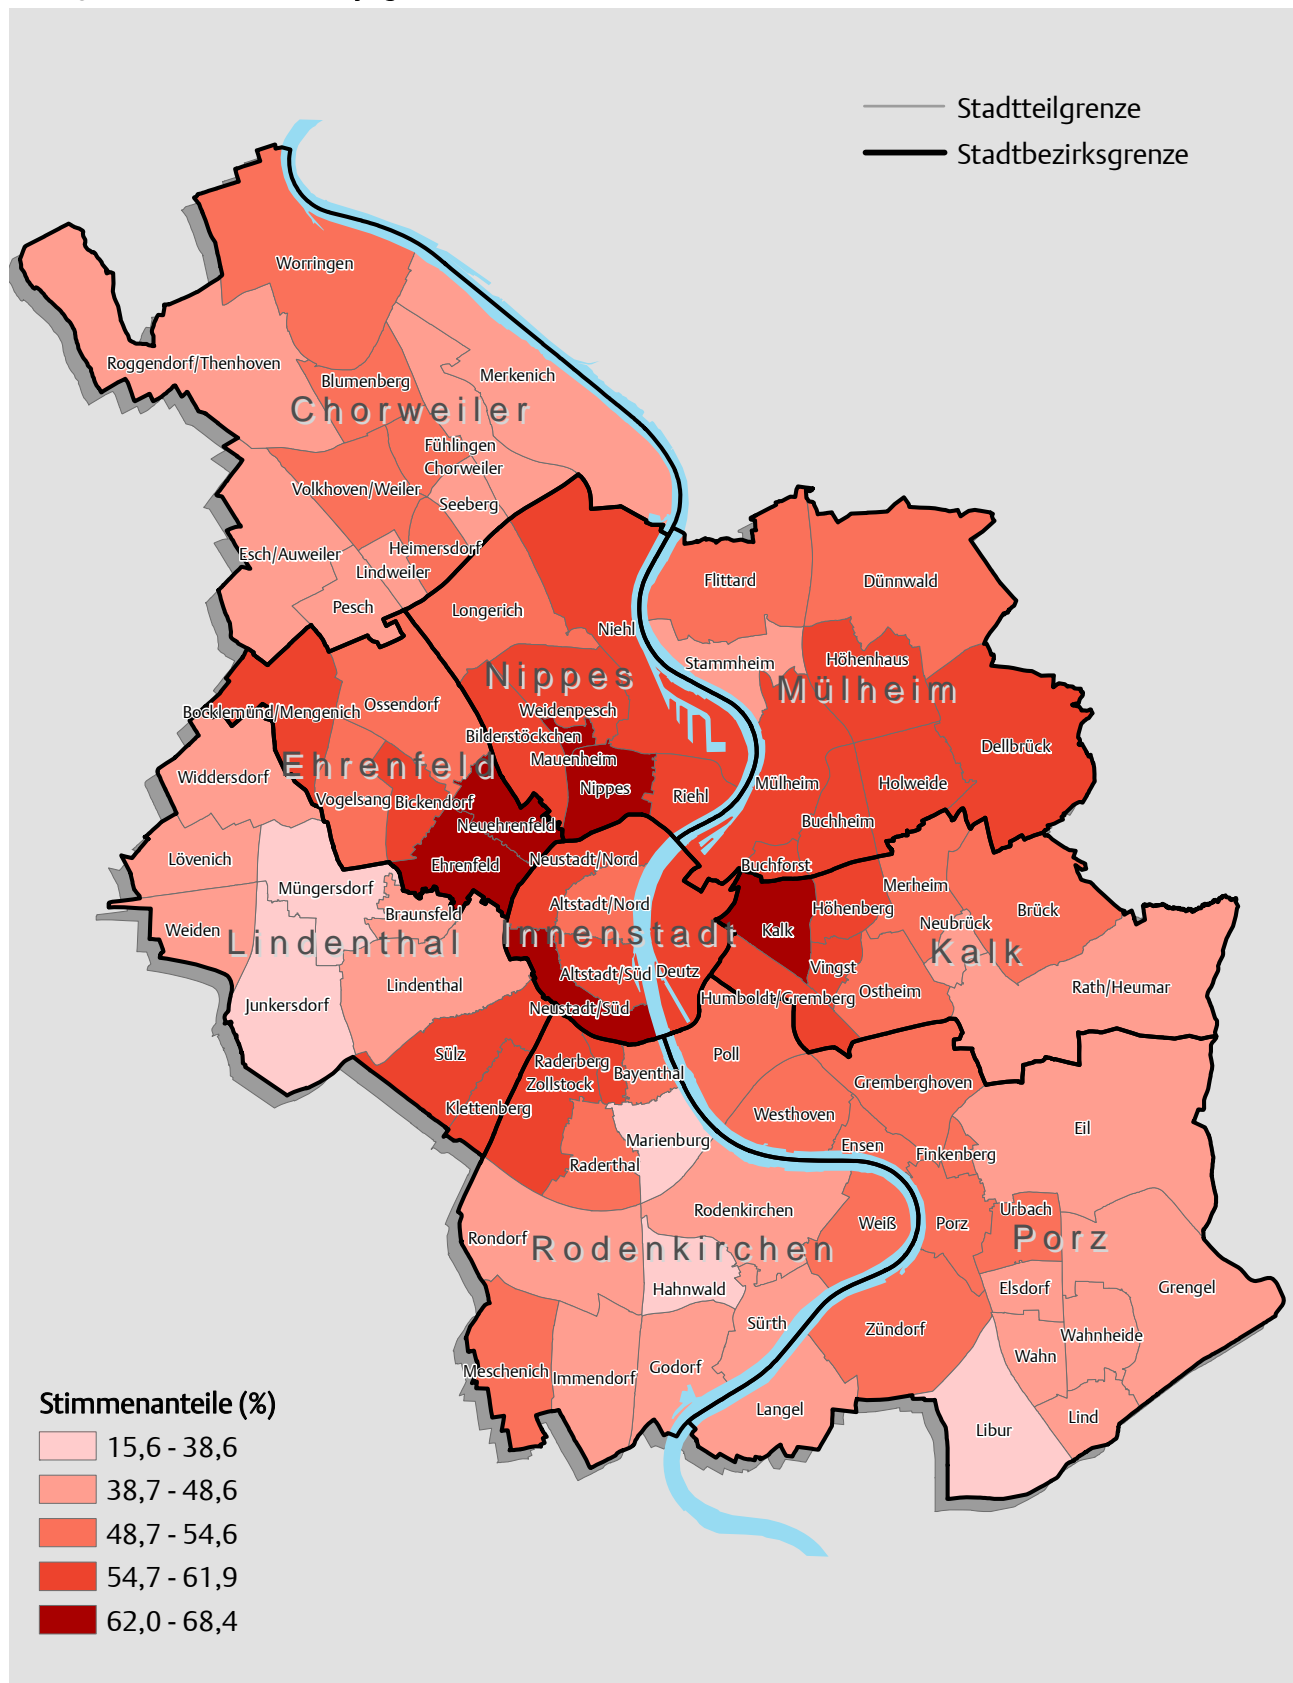 Stadtteilgrenze
Stadtbezirksgrenze
Worringen
Roggendorf/Thenhoven
Merkenich
Blumenberg
Chorweiler
Fühlingen
Chorweiler
Volkhoven/Weiler
Seeberg
Heimersdorf
Esch/Auweiler
Lindweiler
Pesch
Longerich
Niehl
Flittard
Dünnwald
Stammheim
Höhenhaus
Nippes
Mülheim
Ossendorf
Bocklemünd/Mengenich
Weidenpesch
Bilderstöckchen
Dellbrück
Mauenheim
Ehrenfeld
Widdersdorf
Nippes
Riehl
Mülheim
Holweide
Vogelsang
Bickendorf
Buchheim
Neuehrenfeld
Lövenich
Ehrenfeld
Neustadt/Nord
Buchforst
Müngersdorf
Merheim
Altstadt/Nord
Höhenberg
Braunsfeld
Brück
Neubrück
Weiden
Lindenthal
Innenstadt
Kalk
Kalk
Vingst
Altstadt/Süd
Deutz
Lindenthal
Rath/Heumar
Ostheim
Humboldt/Gremberg
Junkersdorf
Neustadt/Süd
Sülz
Poll
Raderberg
Bayenthal
Zollstock
Gremberghoven
Klettenberg
Westhoven
Eil
Marienburg
Ensen
Finkenberg
Raderthal
Rodenkirchen
Urbach
Weiß
Porz
Rondorf
Porz
Rodenkirchen
Hahnwald
Elsdorf
Grengel
Sürth
Zündorf
Wahnheide
Wahn
Godorf
Meschenich
Immendorf
Langel
Lind
Libur
Stimmenanteile (%)
15,6 - 38,6
38,7 - 48,6
48,7 - 54,6
54,7 - 61,9
62,0 - 68,4